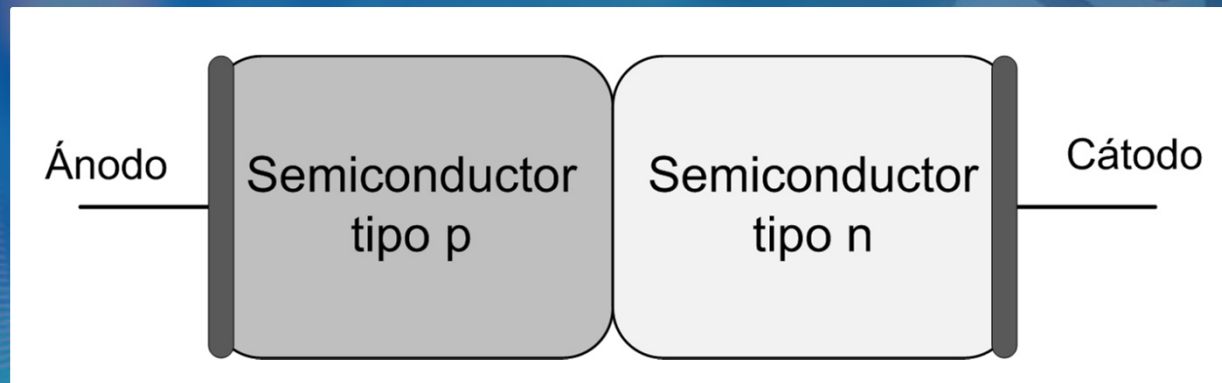 Ánodo
Semiconductor
tipo p
Semiconductor
tipo n
Cátodo